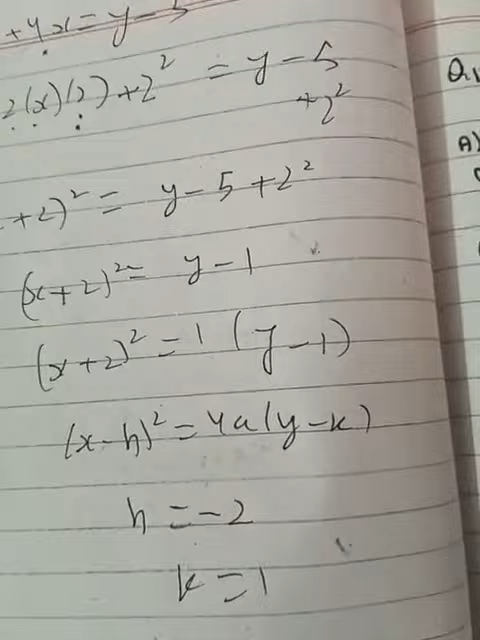 +4x = y - 5
2(x)(2) + 2² = y - 5
+ 2²
+2)² = y - 5 + 2²
(x+2)² = y - 1
(x+2)² = 1 (y - 1)
(x - h)² = 4a(y - k)
h = -2
k = 1
A)